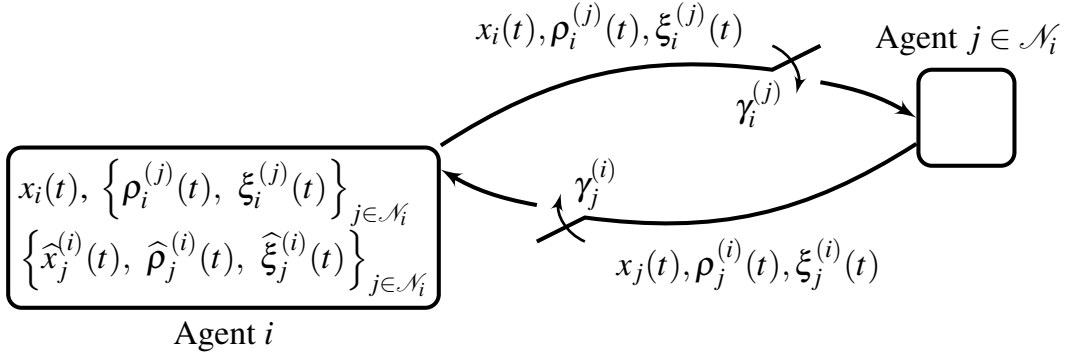 x_i(t), ρ_i^{(j)}(t), ξ_i^{(j)}(t)
Agent j ∈ 𝒩_i
γ_i^{(j)}
x_i(t), {ρ_i^{(j)}(t), ξ_i^{(j)}(t)}_{j∈𝒩_i}
{x̂_j^{(i)}(t), ρ̂_j^{(i)}(t), ξ̂_j^{(i)}(t)}_{j∈𝒩_i}
Agent i
γ_j^{(i)}
x_j(t), ρ_j^{(i)}(t), ξ_j^{(i)}(t)